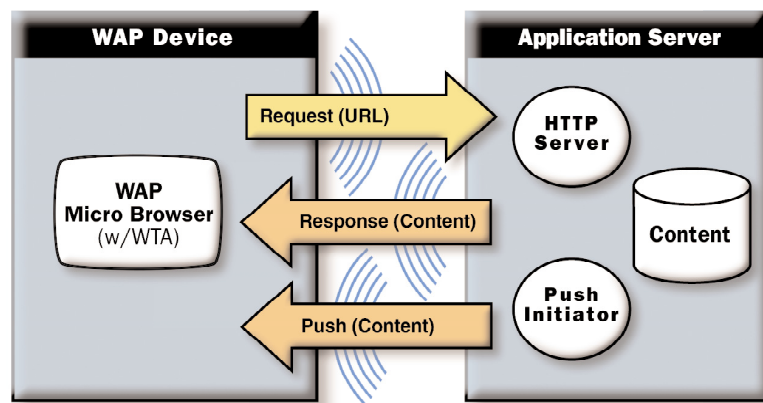 WAP Device
Application Server
Request (URL)
HTTP
Server
WAP
Micro Browser
(w/WTA)
Response (Content)
Content
Push
Initiator
Push (Content)